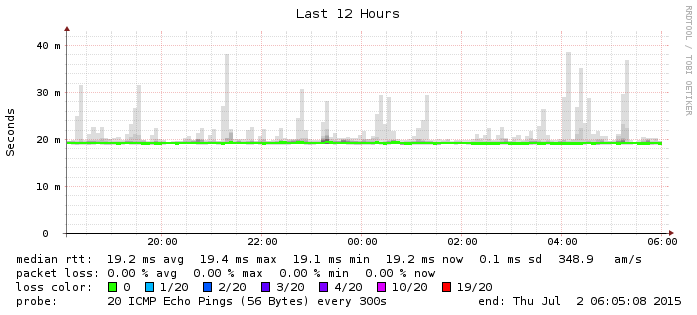 Last 12 Hours
RRDTOOL / TOBI OETIKER
Seconds
40 m
30 m
20 m
10 m
0
20:00 22:00 00:00 02:00 04:00 06:00
median rtt: 19.2 ms avg 19.4 ms max 19.1 ms min 19.2 ms now 0.1 ms sd 348.9 am/s
packet loss: 0.00 % avg 0.00 % max 0.00 % min 0.00 % now
loss color: 0 1/20 2/20 3/20 4/20 10/20 19/20
probe: 20 ICMP Echo Pings (56 Bytes) every 300s end: Thu Jul 2 06:05:08 2015